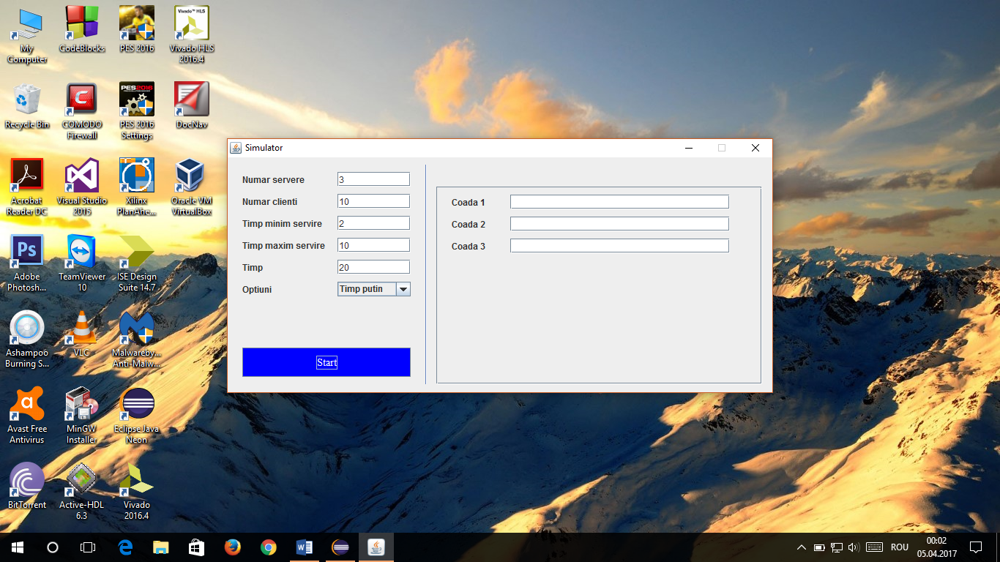 My
Computer
CodeBlocks
PES 2016
Vivado™ HLS
Vivado HLS
2016.4
Recycle Bin
COMODO
Firewall
PES2016
PES 2016
Settings
DocNav
Acrobat
Reader DC
Visual Studio
2015
Xilinx
PlanAhe...
Oracle VM
VirtualBox
Ps
Adobe
Photosh...
TeamViewer
10
ISE Design
Suite 14.7
Ashampoo
Burning S...
VLC
Malwareby...
Anti-Malw...
Avast Free
Antivirus
MinGW
Installer
Eclipse Java
Neon
BitTorrent
Active-HDL
6.3
Vivado
2016.4
Simulator
Numar servere
3
Numar clienti
10
Timp minim servire
2
Timp maxim servire
10
Timp
20
Optiuni
Timp putin
Start
Coada 1
Coada 2
Coada 3
ROU
00:02
05.04.2017